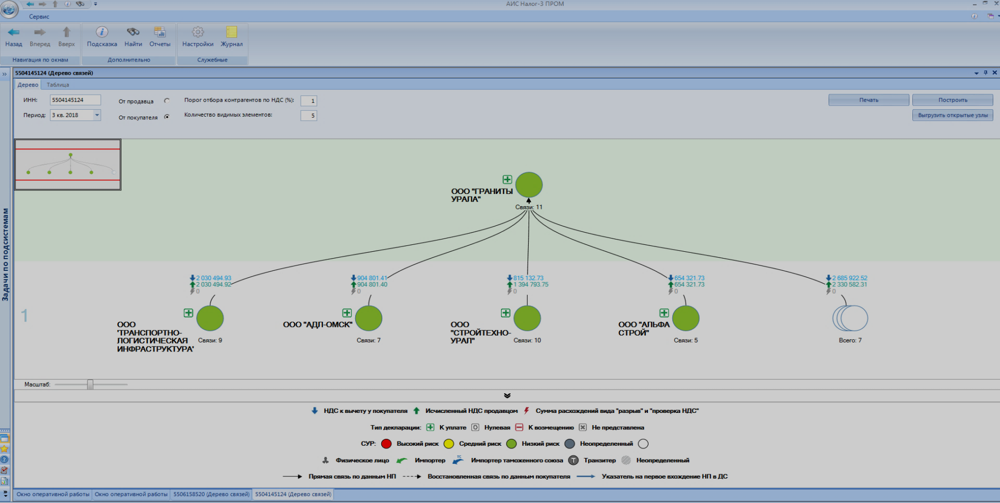 АИС Налог-3 ПРОМ
Сервис
Назад Вперед Вверх Подсказка Найти Отчеты Настройки Журнал
Навигация по окнам Дополнительно Служебные
5504145124 (Дерево связей)
Дерево Таблица
ИНН: 5504145124 От продавца Порог отбора контрагентов по НДС (%): 1 Печать Построить
Период: 3 кв. 2018 От покупателя Количество видимых элементов: 5 Выгрузить открытые узлы
Задачи по подсистемам
ООО "ГРАНИТЫ
УРАЛА"
Связи: 11
2 030 494.93 904 801.41 815 132.73 654 321.73 2 685 922.52
2 030 494.92 904 801.40 1 394 793.75 654 321.73 2 330 582.31
0 0 0 0 0
1
ООО
'ТРАНСПОРТНО-
ЛОГИСТИЧЕСКАЯ
ИНФРАСТРУКТУРА'
Связи: 9
ООО "АДЛ-ОМСК"
Связи: 7
ООО
"СТРОЙТЕХНО-
УРАЛ"
Связи: 10
ООО "АЛЬФА
СТРОЙ"
Связи: 5
Всего: 7
Масштаб:
НДС к вычету у покупателя Исчисленный НДС продавцом Сумма расхождений вида "разрыв" и "проверка НДС"
Тип декларации: К уплате 0 Нулевая К возмещению Не представлена
СУР: Высокий риск Средний риск Низкий риск Неопределенный
Физическое лицо Импортер ТС Импортер таможенного союза T Транзитер Неопределенный
Прямая связь по данным НП Восстановленная связь по данным покупателя Указатель на первое вхождение НП в ДС
Окно оперативной работы Окно оперативной работы 5506158520 (Дерево связей) 5504145124 (Дерево связей)